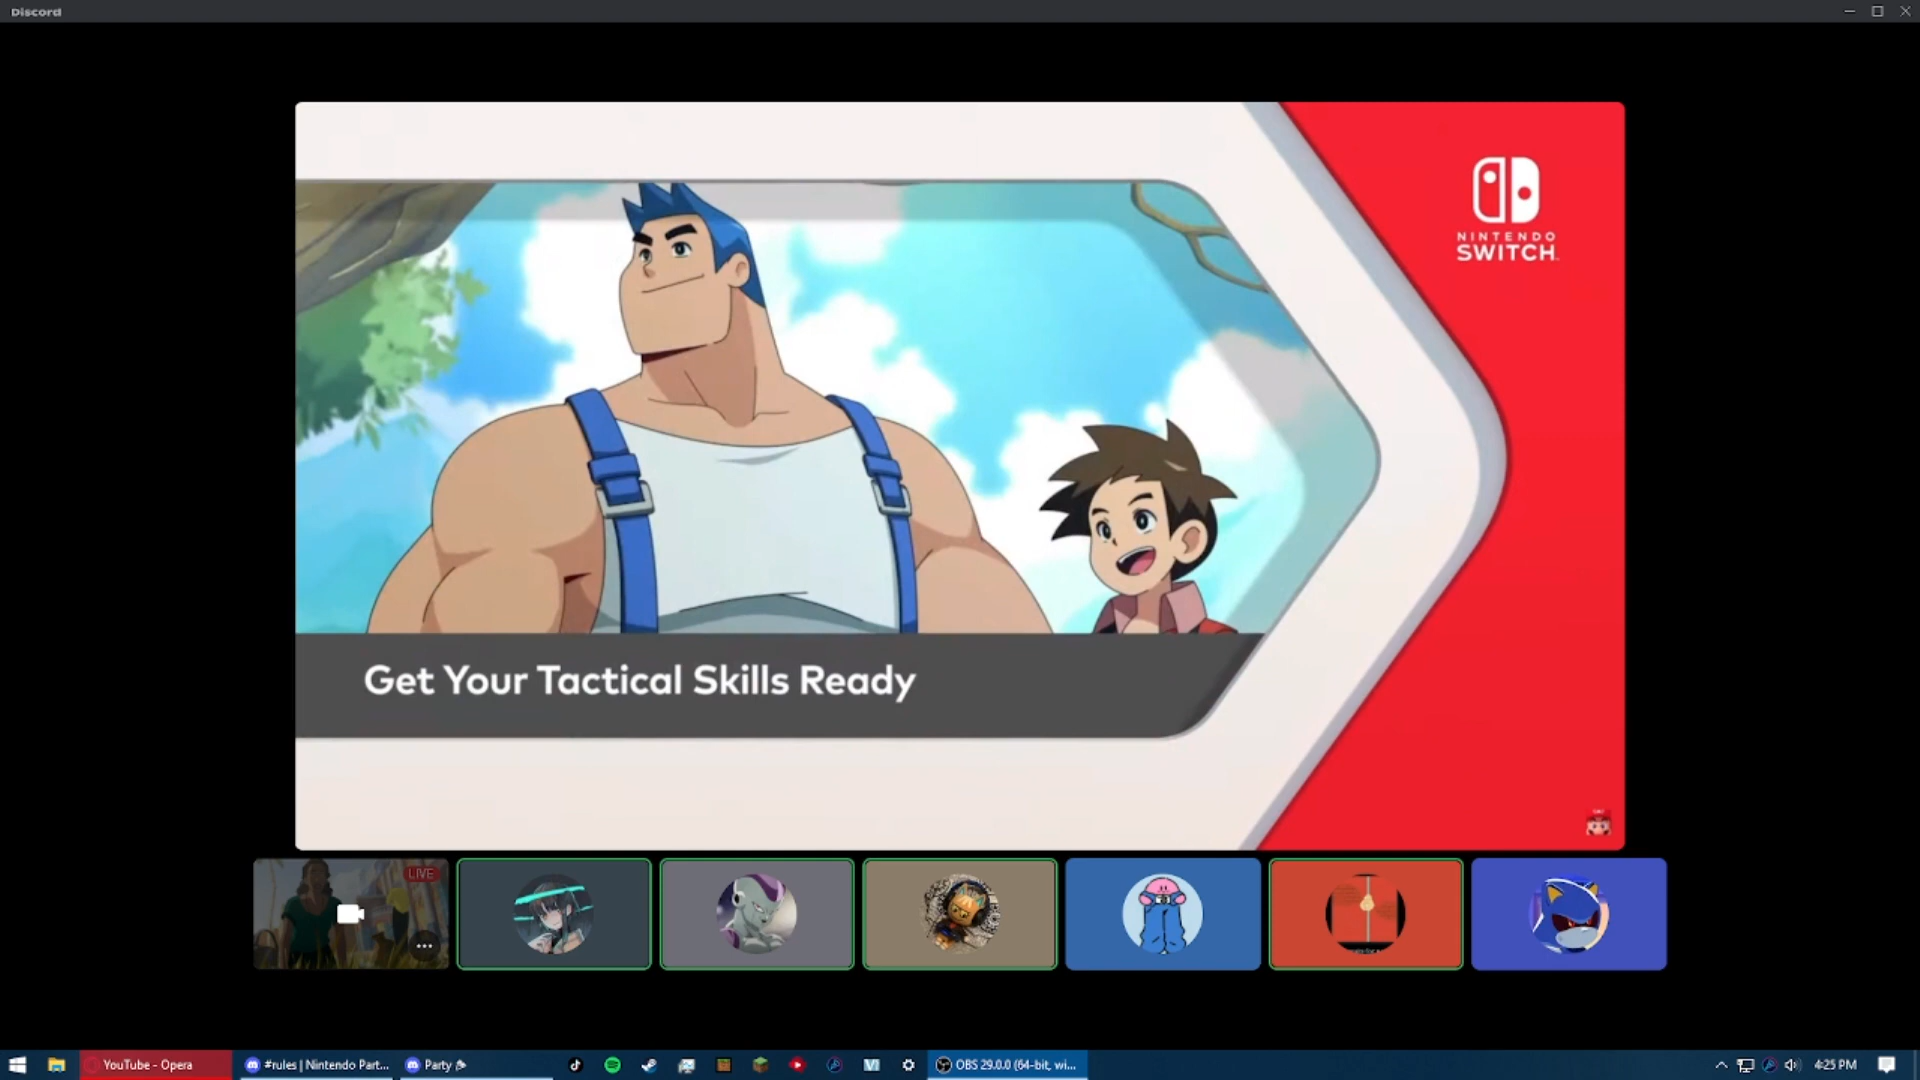 Discord
NINTENDO
SWITCH
Get Your Tactical Skills Ready
LIVE
YouTube - Opera
#rules | Nintendo Part...
Party
OBS 29.0.0 (64-bit, wi...
4:25 PM